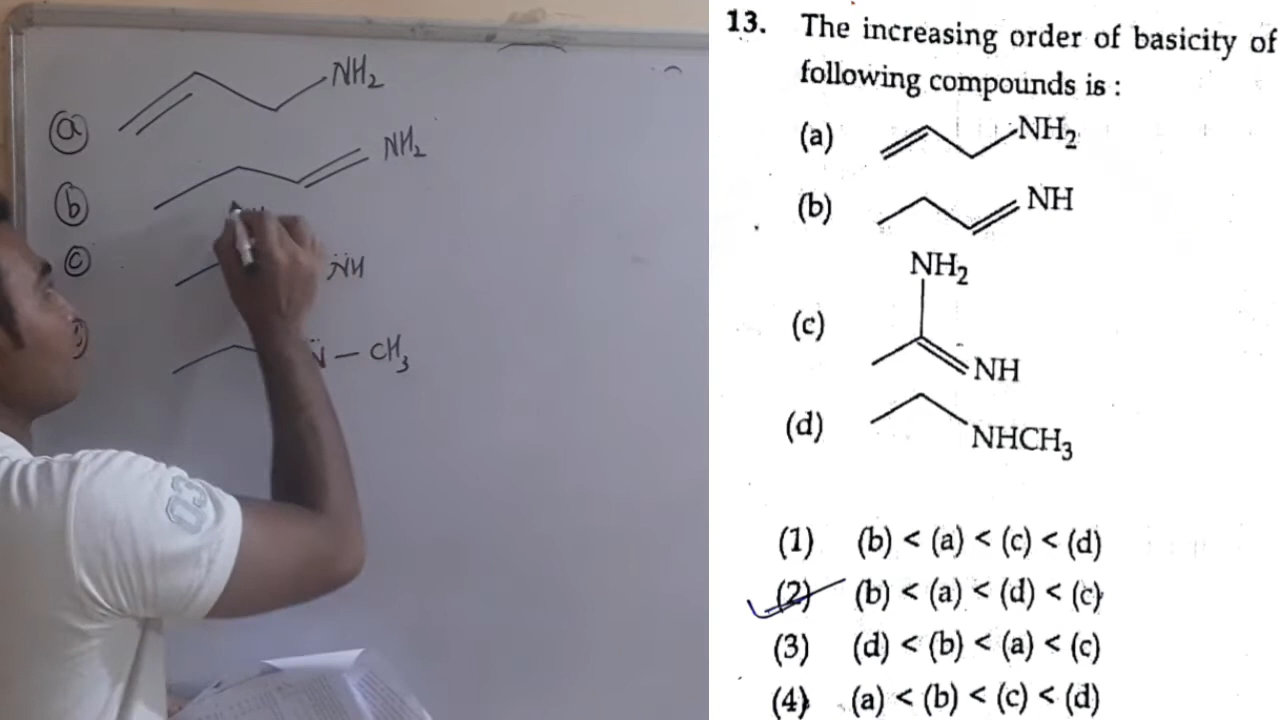 (a) NH2
(b) NH2
(c) NH
N - CH3
03
13. The increasing order of basicity of
following compounds is :
(a) NH2
(b) NH
NH2
(c)
NH
(d)
NHCH3
(1) (b) < (a) < (c) < (d)
(2) (b) < (a) < (d) < (c)
(3) (d) < (b) < (a) < (c)
(4) (a) < (b) < (c) < (d)